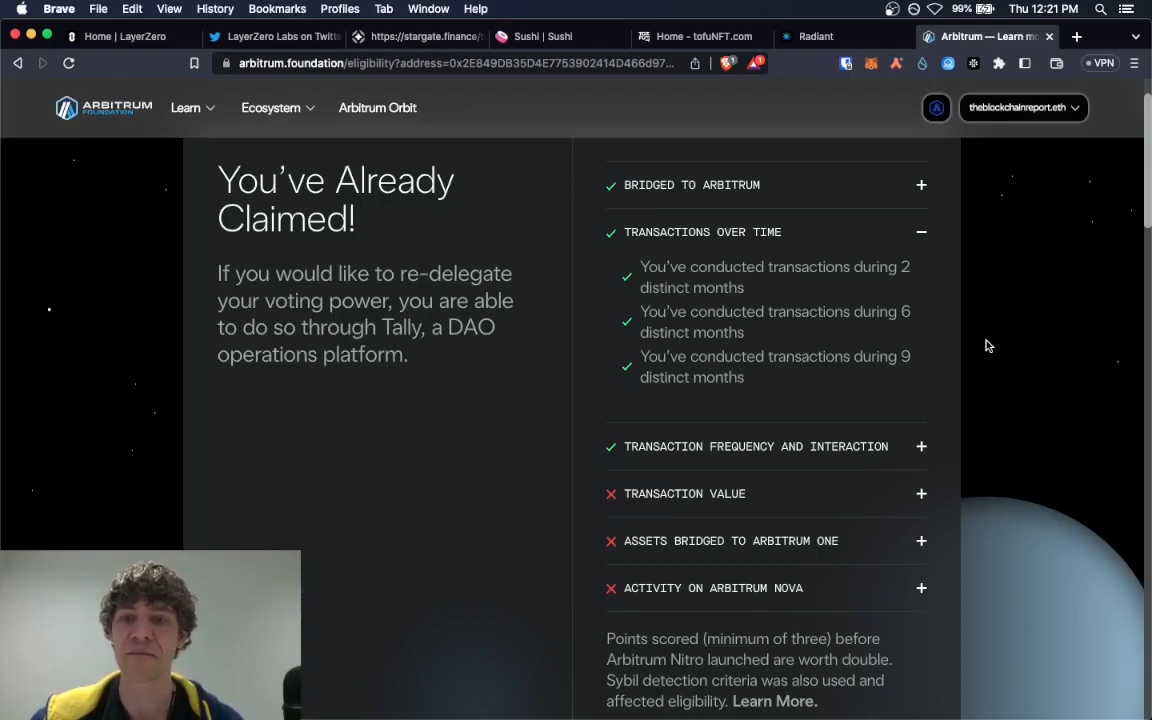 Brave File Edit View History Bookmarks Profiles Tab Develop Window Help 99% Thu 12:21 PM
Home | LayerZero LayerZero Labs on Twitt https://stargate.finance/ Sushi | Sushi Home - tofuNFT.com Radiant Arbitrum — Learn mo
arbitrum.foundation/eligibility?address=0x2E849DB35D4E7753902414D466d97... 1 1 VPN
ARBITRUM
FOUNDATION
Learn Ecosystem Arbitrum Orbit theblockchainreport.eth
You’ve Already
Claimed!
If you would like to re-delegate
your voting power, you are able
to do so through Tally, a DAO
operations platform.
BRIDGED TO ARBITRUM
TRANSACTIONS OVER TIME
You’ve conducted transactions during 2
distinct months
You’ve conducted transactions during 6
distinct months
You’ve conducted transactions during 9
distinct months
TRANSACTION FREQUENCY AND INTERACTION
TRANSACTION VALUE
ASSETS BRIDGED TO ARBITRUM ONE
ACTIVITY ON ARBITRUM NOVA
Points scored (minimum of three) before
Arbitrum Nitro launched are worth double.
Sybil detection criteria was also used and
affected eligibility. Learn More.